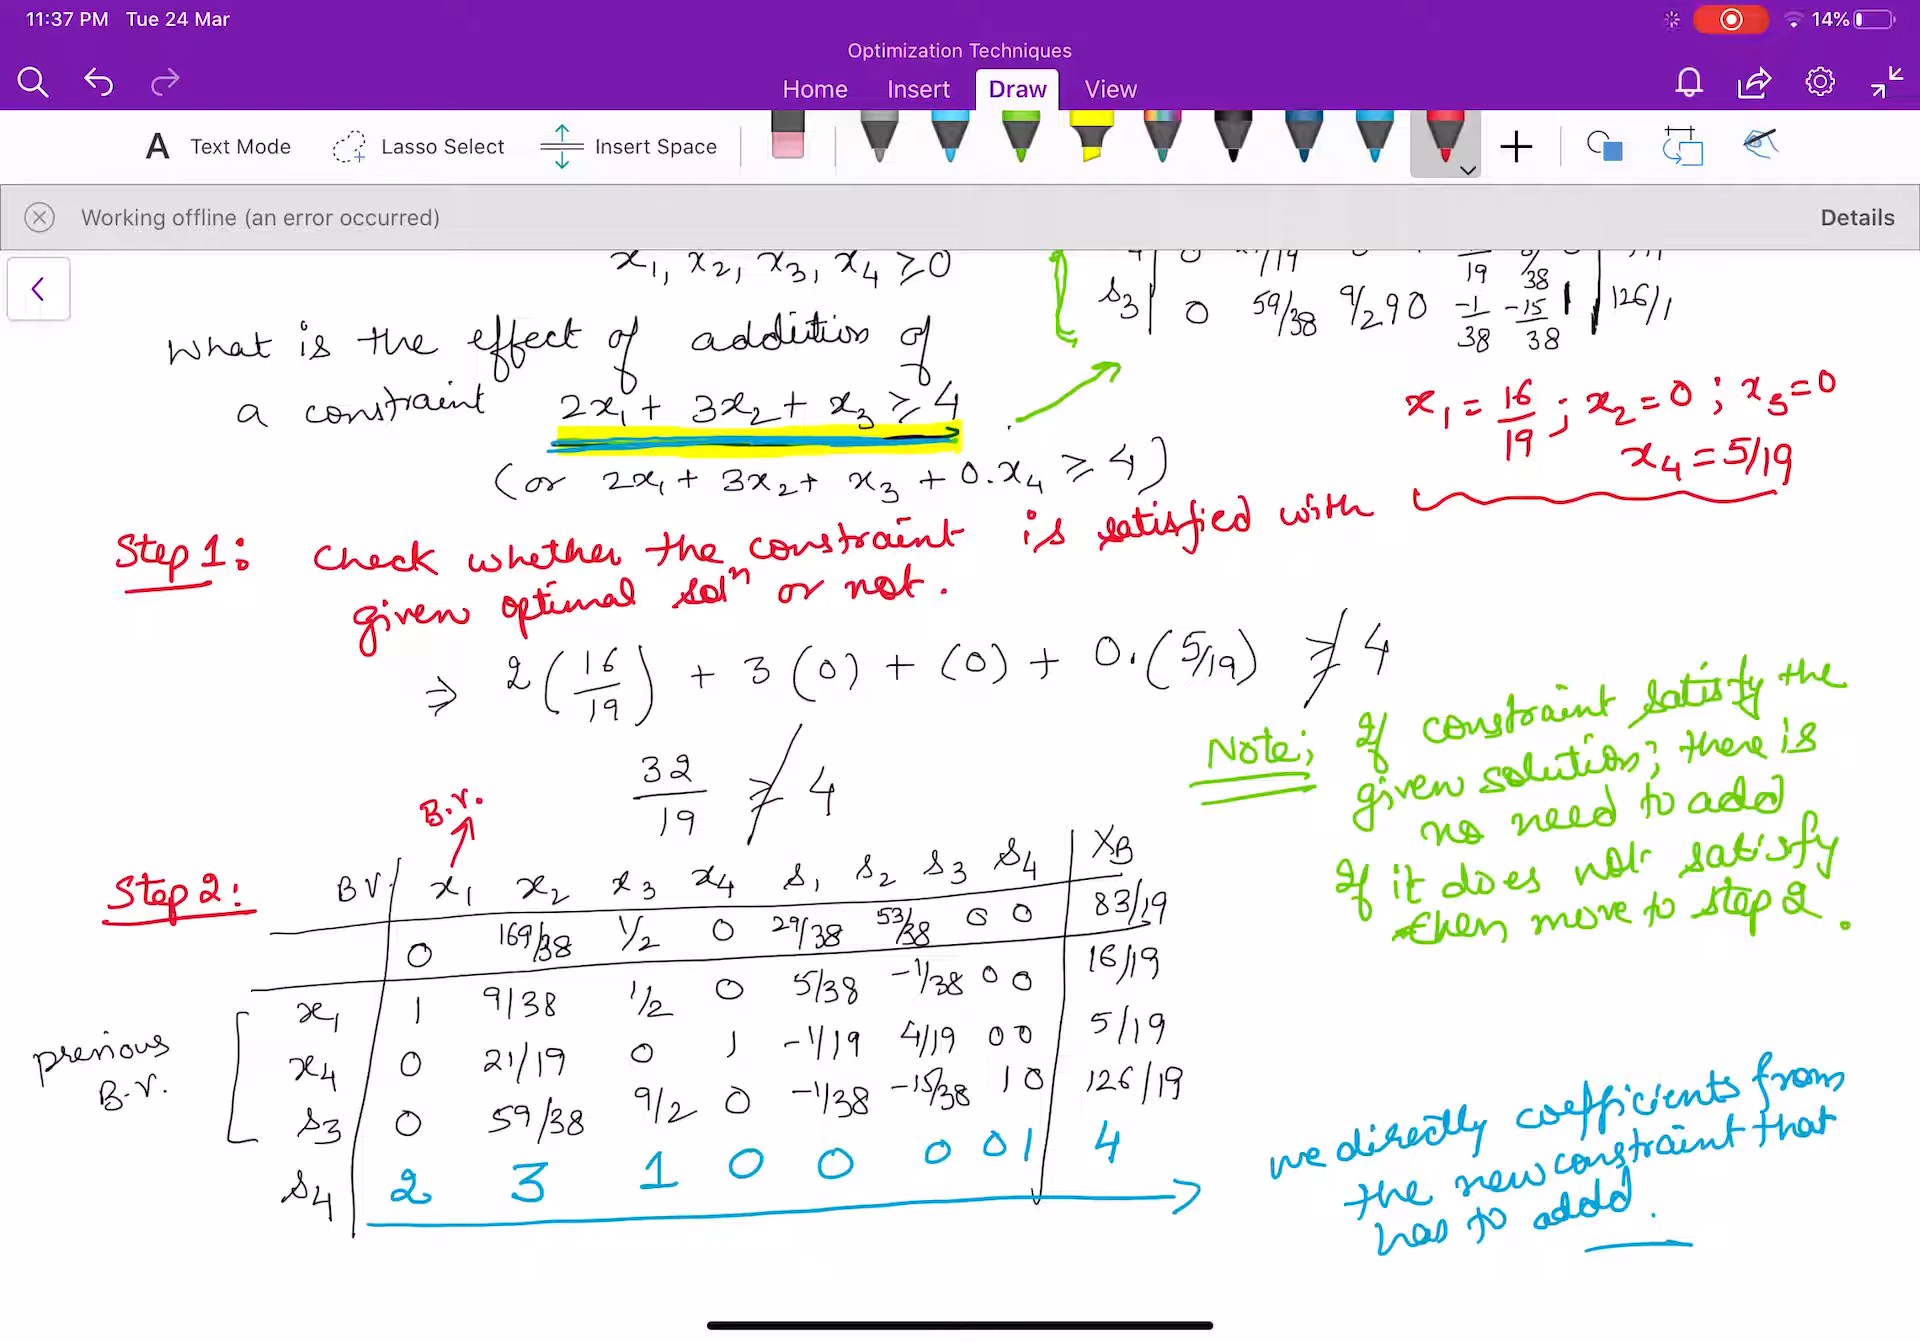 11:37 PM Tue 24 Mar
14%
Optimization Techniques
Home Insert Draw View
A Text Mode Lasso Select Insert Space
Working offline (an error occurred) Details
x1, x2, x3, x4 ≥ 0
19 38
s3 | 0 59/38 9/2 0 -1/38 -15/38 1 | 126/1
What is the effect of addition of
a constraint 2x1 + 3x2 + x3 ≥ 4
(or 2x1 + 3x2 + x3 + 0.x4 ≥ 4)
x1 = 16/19 ; x2 = 0 ; x3 = 0
x4 = 5/19
Step 1: Check whether the constraint is satisfied with
given optimal solⁿ or not.
⇒ 2(16/19) + 3(0) + (0) + 0.(5/19) ≱ 4
32/19 ≱ 4
Note; If constraint satisfy the
given solution; there is
no need to add
If it does not satisfy
then move to step 2.
B.V.
Step 2:
BV x1 x2 x3 x4 s1 s2 s3 s4 XB
0 169/38 1/2 0 29/38 53/38 0 0 83/19
x1 1 9/38 1/2 0 5/38 -1/38 0 0 16/19
x4 0 21/19 0 1 -1/19 4/19 0 0 5/19
s3 0 59/38 9/2 0 -1/38 -15/38 1 0 126/19
s4 2 3 1 0 0 0 0 1 4
previous
B.V.
we directly coefficients from
the new constraint that
has to addd.